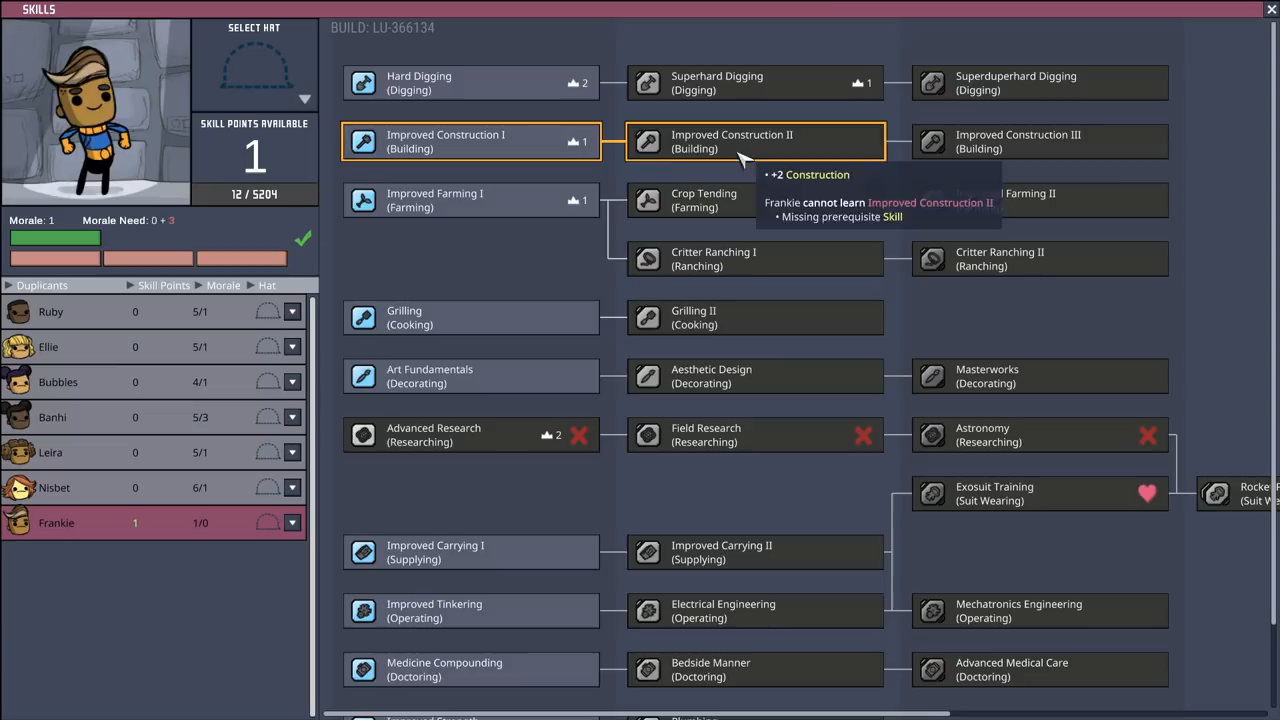 SKILLS
SELECT HAT
SKILL POINTS AVAILABLE
1
12 / 5204
Morale: 1 Morale Need: 0 + 3
Duplicants Skill Points Morale Hat
Ruby 0 5/1
Ellie 0 5/1
Bubbles 0 4/1
Banhi 0 5/3
Leira 0 5/1
Nisbet 0 6/1
Frankie 1 1/0
BUILD: LU-366134
Hard Digging
(Digging)
2
Superhard Digging
(Digging)
1
Superduperhard Digging
(Digging)
Improved Construction I
(Building)
1
Improved Construction II
(Building)
Improved Construction III
(Building)
• +2 Construction
Frankie cannot learn Improved Construction II
• Missing prerequisite Skill
Improved Farming I
(Farming)
1
Crop Tending
(Farming)
Farming II
Critter Ranching I
(Ranching)
Critter Ranching II
(Ranching)
Grilling
(Cooking)
Grilling II
(Cooking)
Art Fundamentals
(Decorating)
Aesthetic Design
(Decorating)
Masterworks
(Decorating)
Advanced Research
(Researching)
2
Field Research
(Researching)
Astronomy
(Researching)
Exosuit Training
(Suit Wearing)
Rocket
(Suit We
Improved Carrying I
(Supplying)
Improved Carrying II
(Supplying)
Improved Tinkering
(Operating)
Electrical Engineering
(Operating)
Mechatronics Engineering
(Operating)
Medicine Compounding
(Doctoring)
Bedside Manner
(Doctoring)
Advanced Medical Care
(Doctoring)
Improved Strength
Plumbing